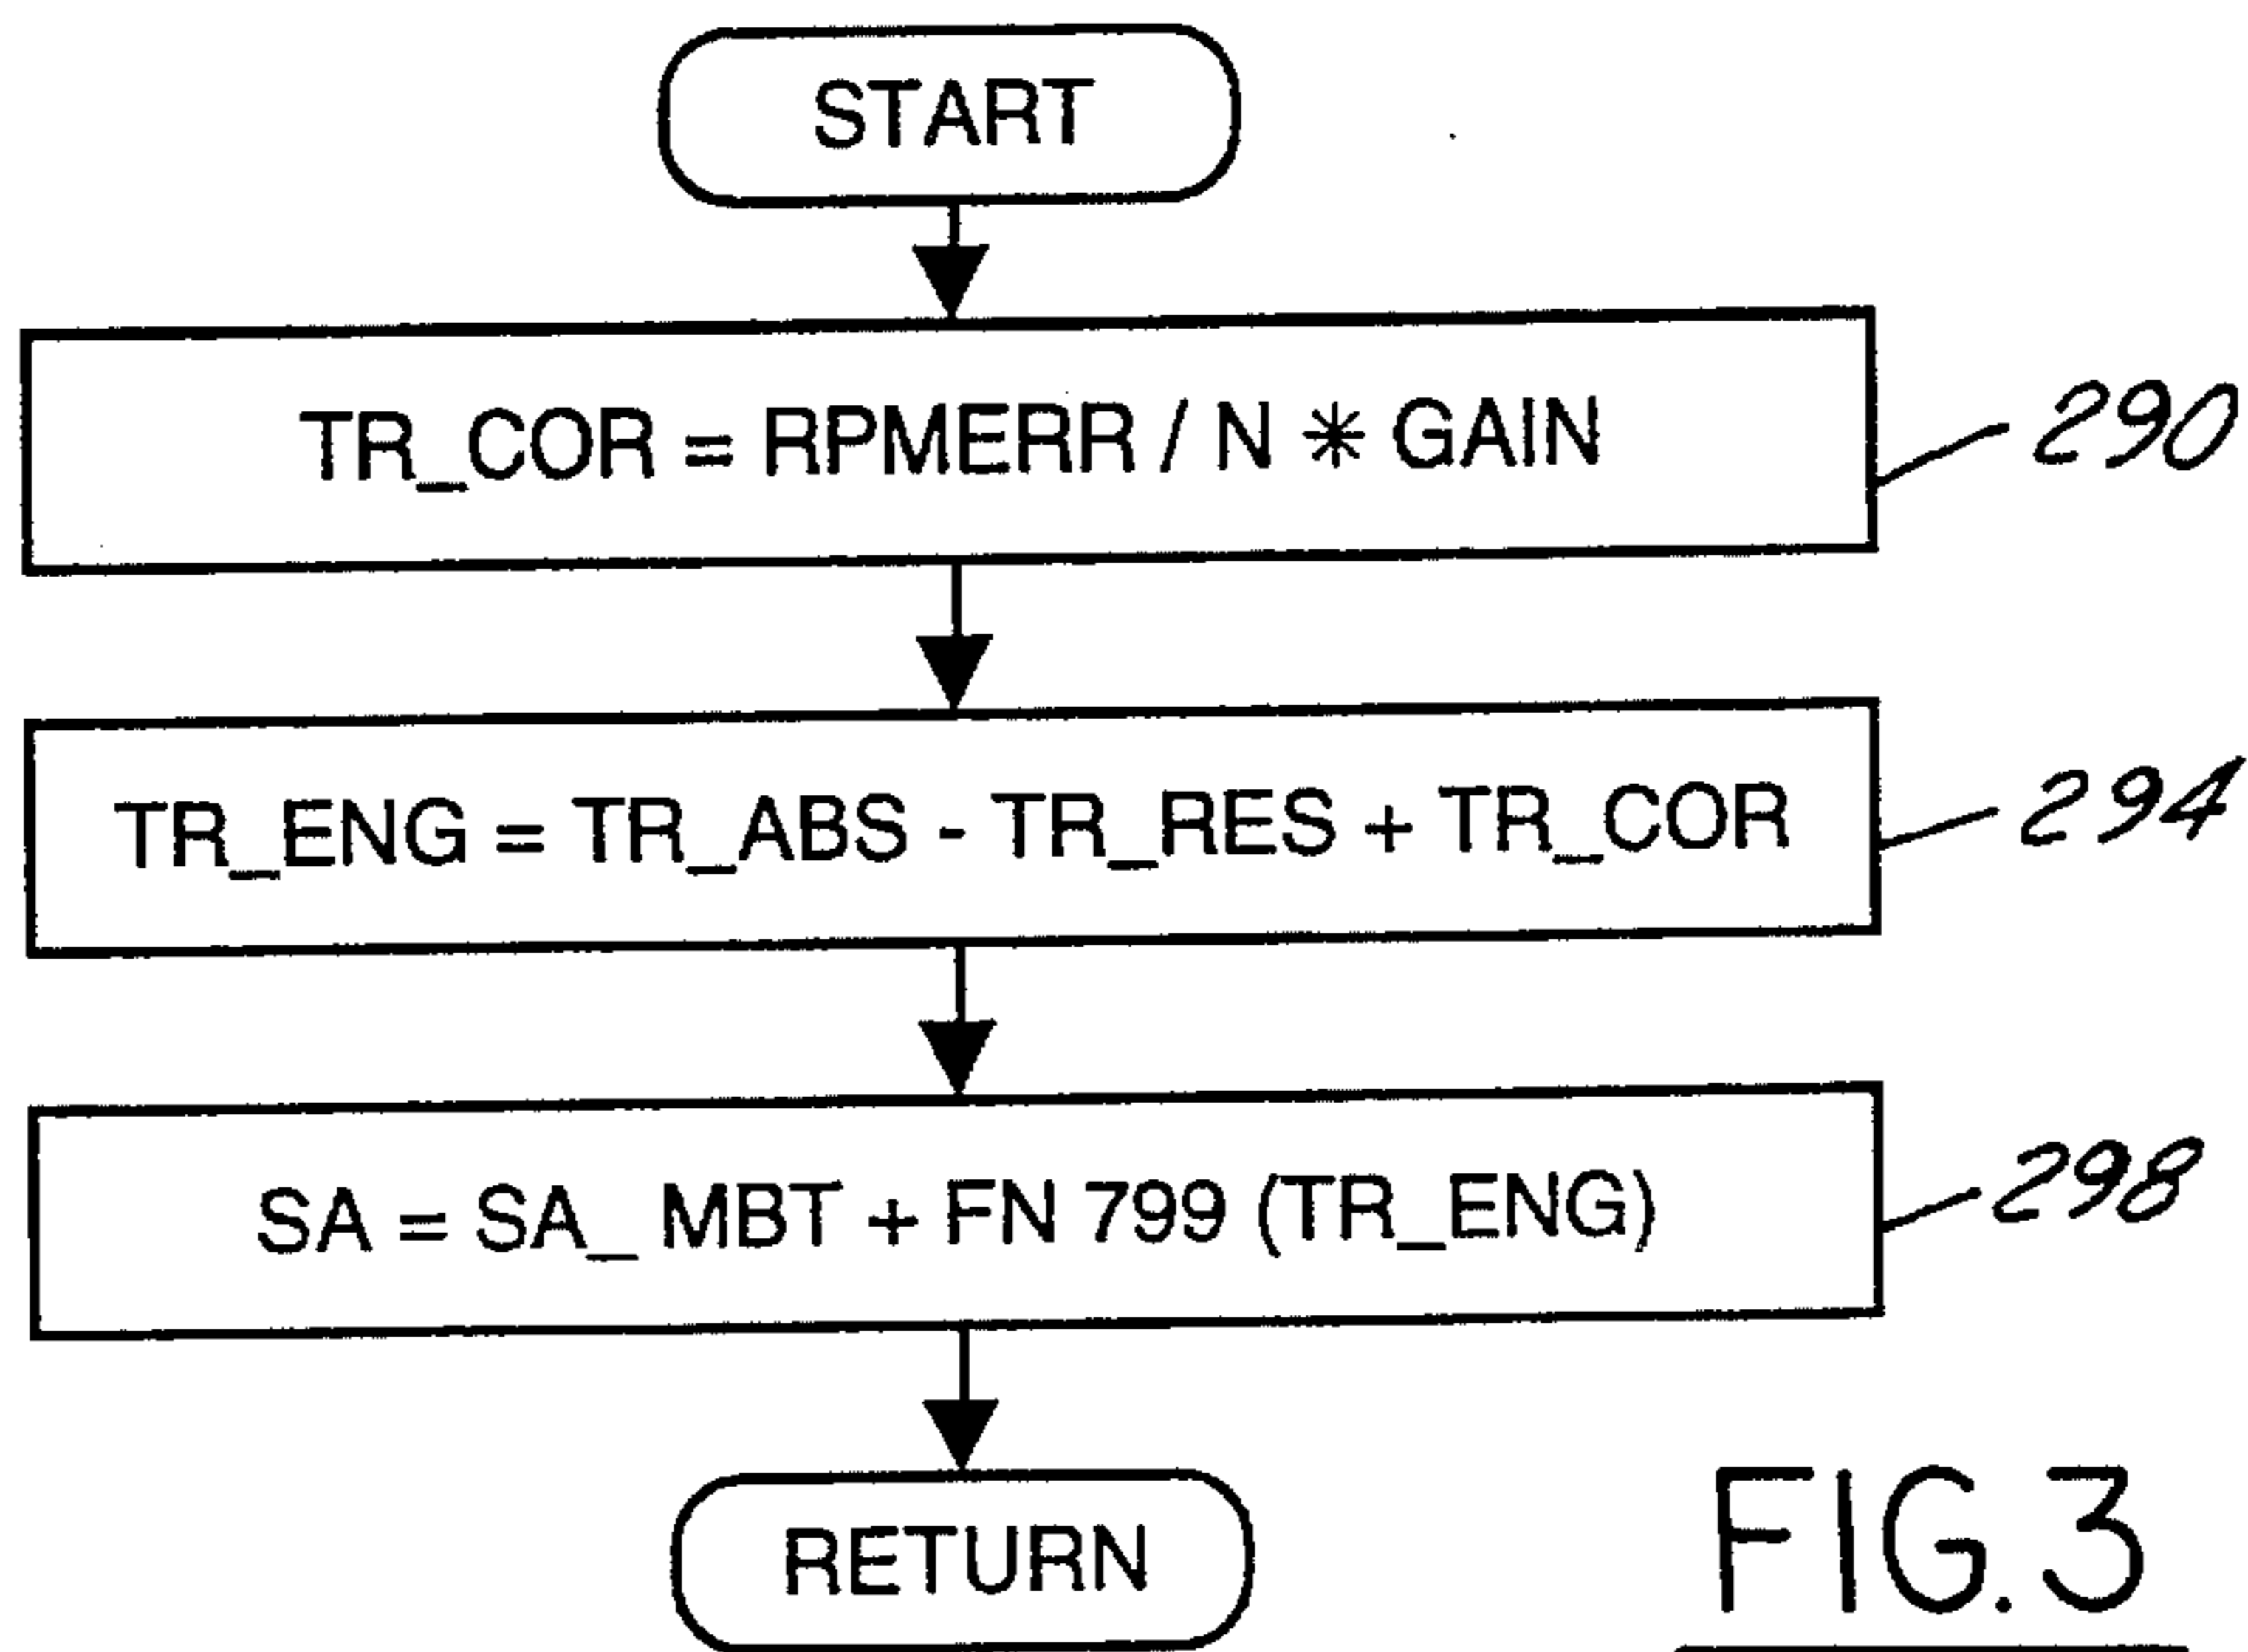 START
TR_COR = RPMERR / N * GAIN
290
TR_ENG = TR_ABS - TR_RES + TR_COR
294
SA = SA_ MBT + FN 799 (TR_ENG)
298
RETURN
FIG.3